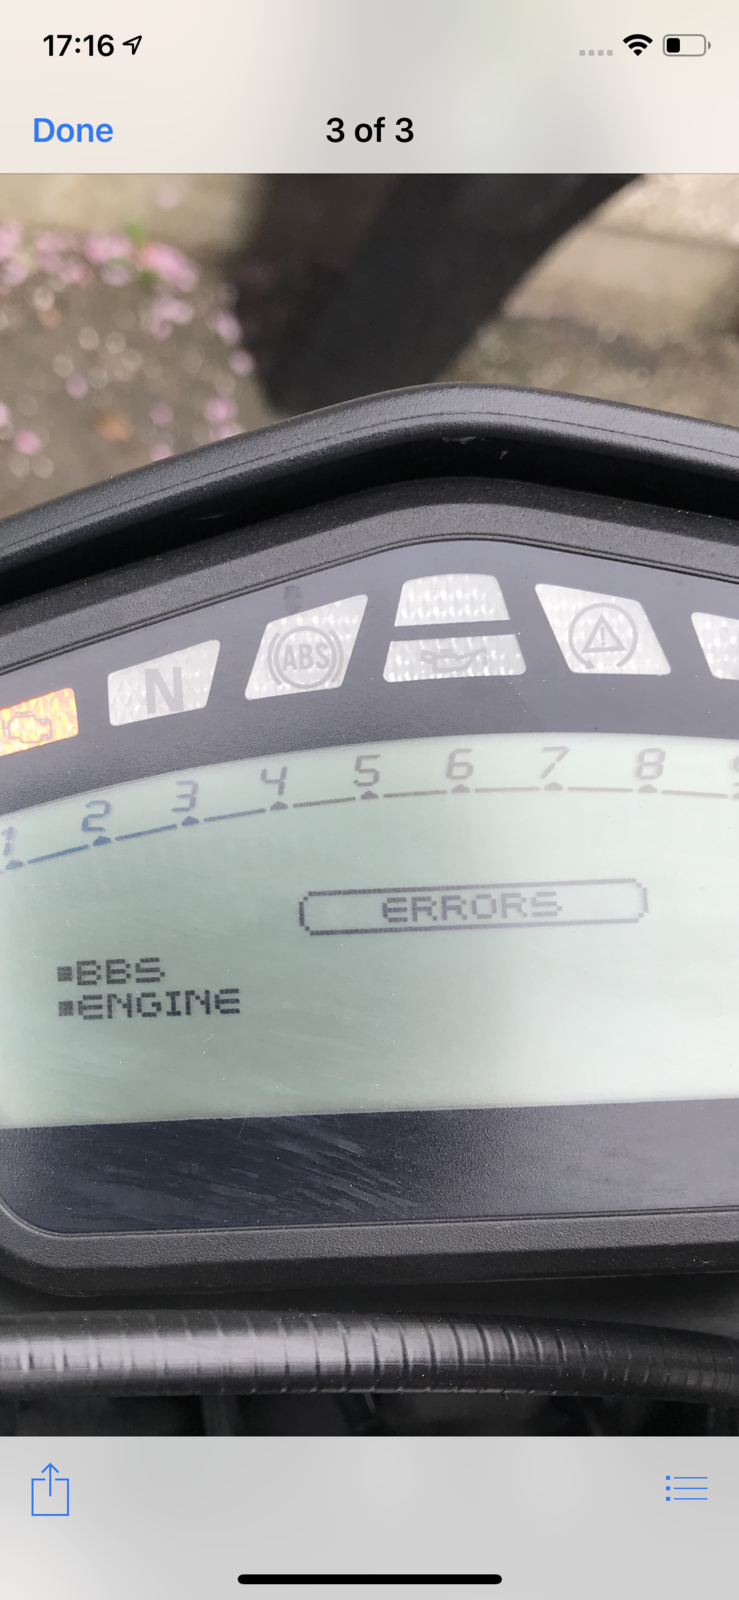 17:16
Done 3 of 3
N ABS
1 2 3 4 5 6 7 8
ERRORS
▪BBS
▪ENGINE